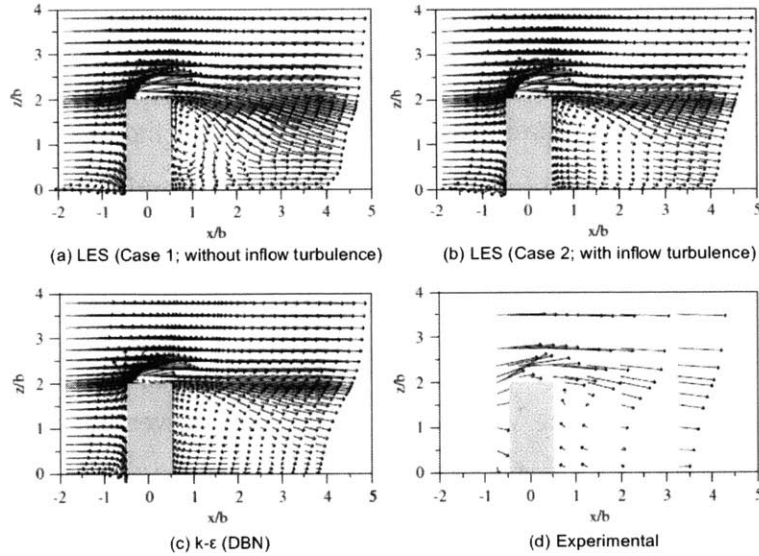 4
3
z/b
2
1
0
-2 -1 0 1 2 3 4 5
x/b
(a) LES (Case 1; without inflow turbulence)
4
3
z/b
2
1
0
-2 -1 0 1 2 3 4 5
x/b
(b) LES (Case 2; with inflow turbulence)
4
3
z/b
2
1
0
-2 -1 0 1 2 3 4 5
x/b
(c) k-ε (DBN)
4
3
z/b
2
1
0
-2 -1 0 1 2 3 4 5
x/b
(d) Experimental